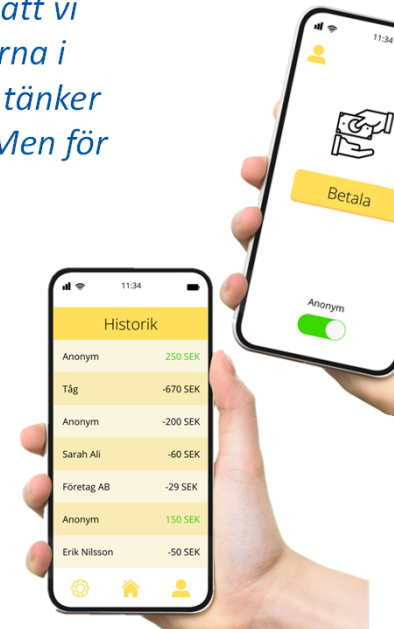 att vi
rna i
tänker
Men för
11:34
Betala
Anonym
11:34
Historik
Anonym 250 SEK
Tåg -670 SEK
Anonym -200 SEK
Sarah Ali -60 SEK
Företag AB -29 SEK
Anonym 150 SEK
Erik Nilsson -50 SEK